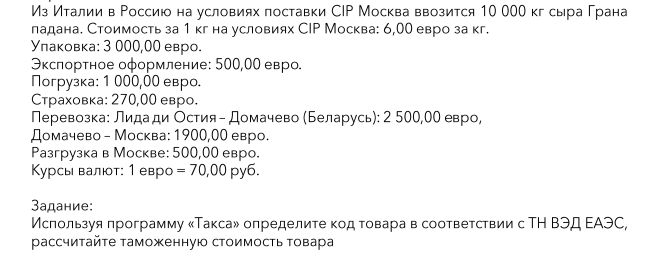 Из Италии в Россию на условиях поставки CIP Москва ввозится 10 000 кг сыра Грана
падана. Стоимость за 1 кг на условиях CIP Москва: 6,00 евро за кг.
Упаковка: 3 000,00 евро.
Экспортное оформление: 500,00 евро.
Погрузка: 1 000,00 евро.
Страховка: 270,00 евро.
Перевозка: Лида ди Остия – Домачево (Беларусь): 2 500,00 евро,
Домачево – Москва: 1900,00 евро.
Разгрузка в Москве: 500,00 евро.
Курсы валют: 1 евро = 70,00 руб.
Задание:
Используя программу «Такса» определите код товара в соответствии с ТН ВЭД ЕАЭС,
рассчитайте таможенную стоимость товара